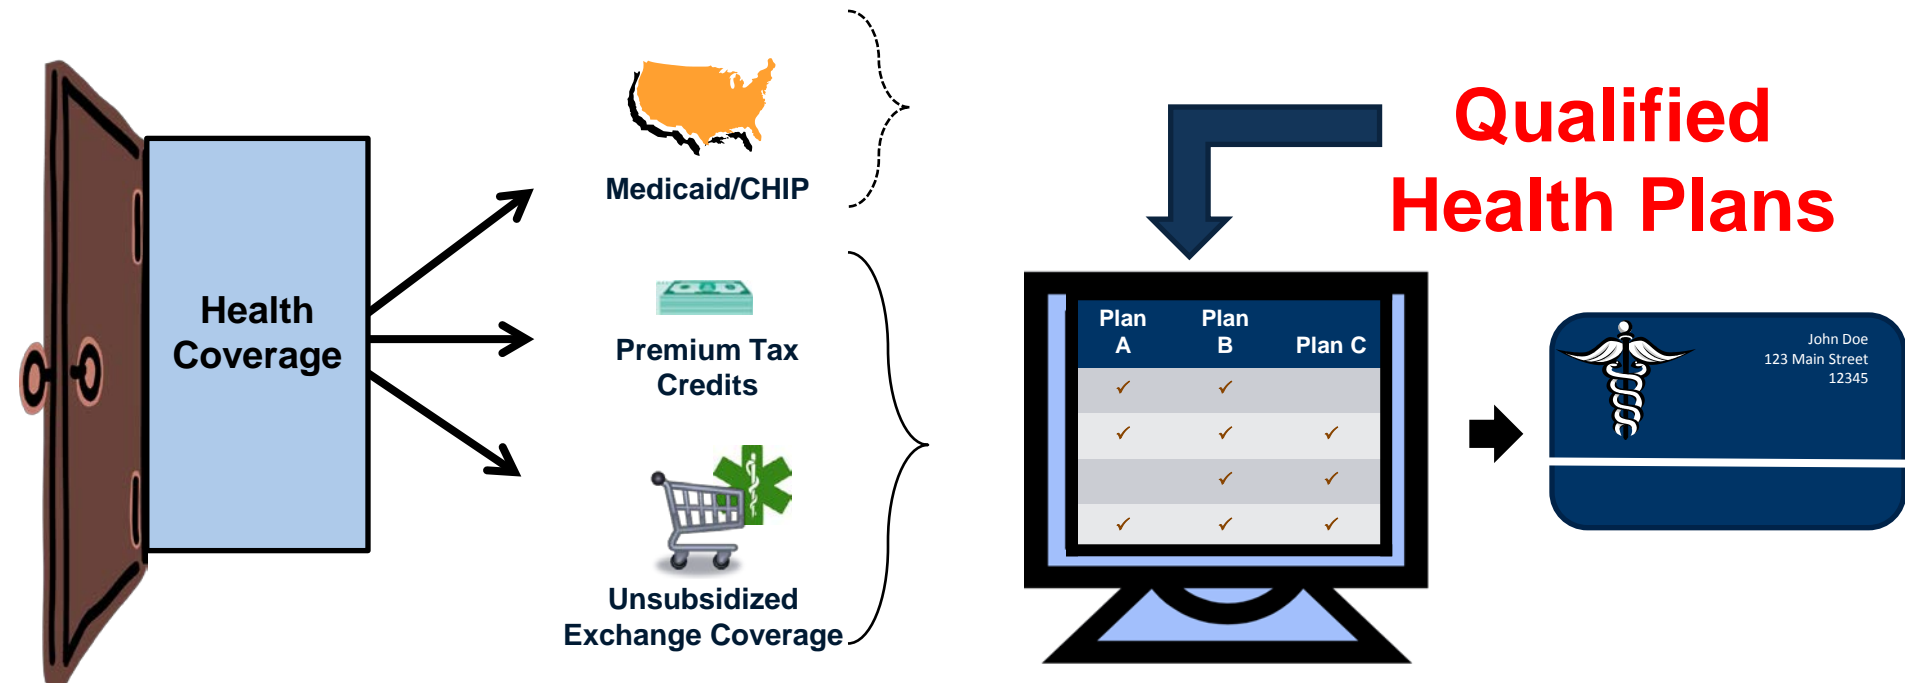 Health
Coverage
Medicaid/CHIP
Premium Tax
Credits
Unsubsidized
Exchange Coverage
Qualified
Health Plans
Plan
A
Plan
B
Plan C
John Doe
123 Main Street
12345